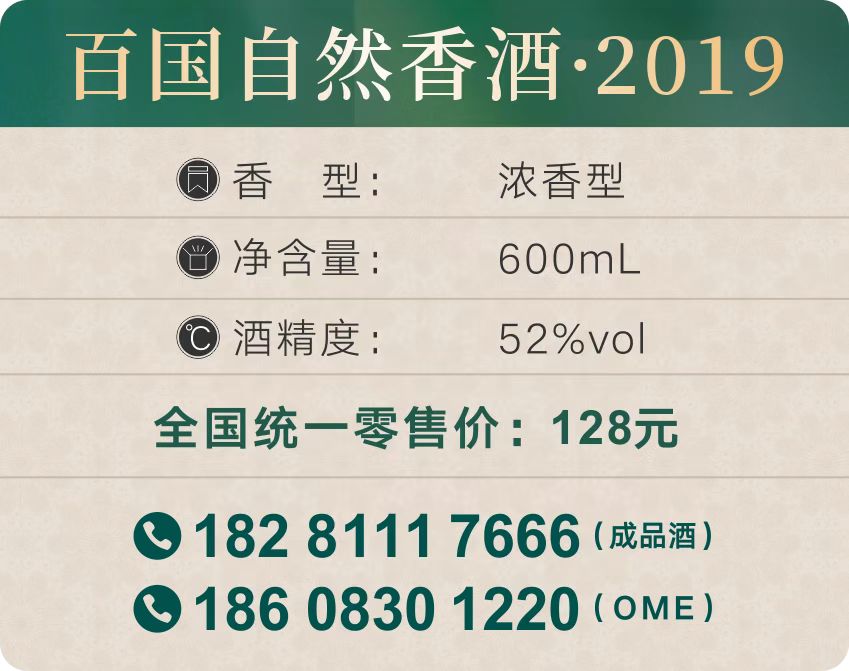 百国自然香酒·2019
香 型： 浓香型
净含量： 600mL
℃ 酒精度： 52%vol
全国统一零售价：128元
182 8111 7666（成品酒）
186 0830 1220（OME）